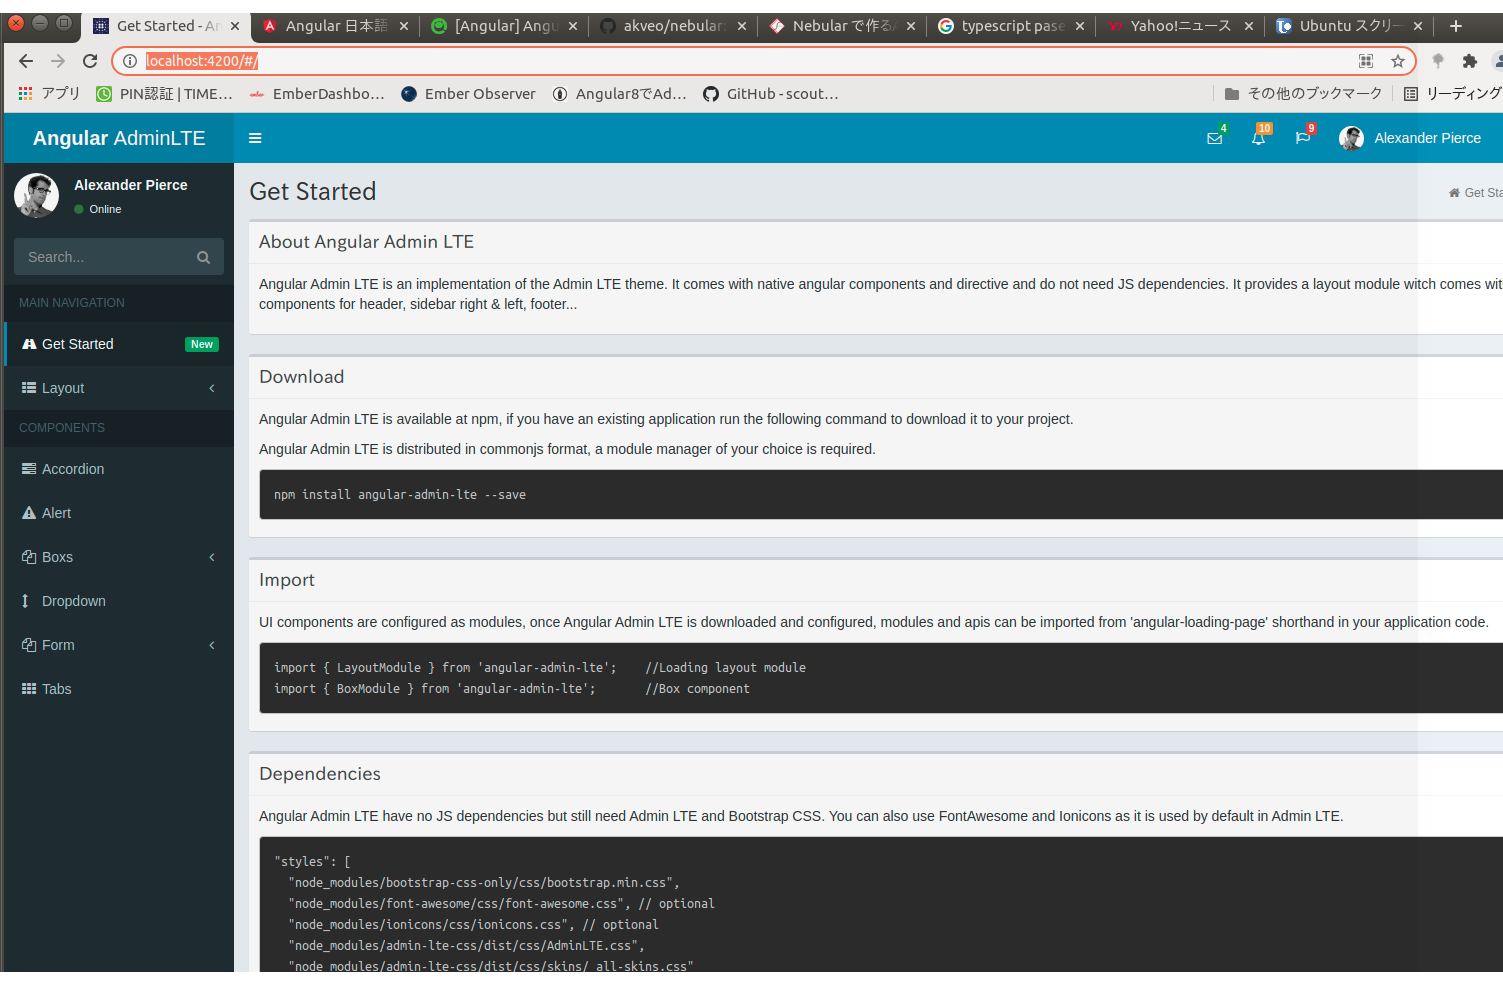 Get Started - An
Angular 日本語
[Angular] Angu
akveo/nebular:
Nebular で作る
typescript pase
Yahoo!ニュース
Ubuntu スクリー
localhost:4200/#/
アプリ
PIN認証 | TIME...
EmberDashbo...
Ember Observer
Angular8でAd...
GitHub - scout...
その他のブックマーク
リーディング
Angular AdminLTE
4
10
9
Alexander Pierce
Alexander Pierce
Online
Search...
MAIN NAVIGATION
Get Started
New
Layout
COMPONENTS
Accordion
Alert
Boxs
Dropdown
Form
Tabs
Get Started
Get Sta
About Angular Admin LTE
Angular Admin LTE is an implementation of the Admin LTE theme. It comes with native angular components and directive and do not need JS dependencies. It provides a layout module witch comes wit
components for header, sidebar right & left, footer...
Download
Angular Admin LTE is available at npm, if you have an existing application run the following command to download it to your project.
Angular Admin LTE is distributed in commonjs format, a module manager of your choice is required.
npm install angular-admin-lte --save
Import
UI components are configured as modules, once Angular Admin LTE is downloaded and configured, modules and apis can be imported from 'angular-loading-page' shorthand in your application code.
import { LayoutModule } from 'angular-admin-lte';    //Loading layout module
import { BoxModule } from 'angular-admin-lte';       //Box component
Dependencies
Angular Admin LTE have no JS dependencies but still need Admin LTE and Bootstrap CSS. You can also use FontAwesome and Ionicons as it is used by default in Admin LTE.
"styles": [
"node_modules/bootstrap-css-only/css/bootstrap.min.css",
"node_modules/font-awesome/css/font-awesome.css", // optional
"node_modules/ionicons/css/ionicons.css", // optional
"node_modules/admin-lte-css/dist/css/AdminLTE.css",
"node_modules/admin-lte-css/dist/css/skins/_all-skins.css"